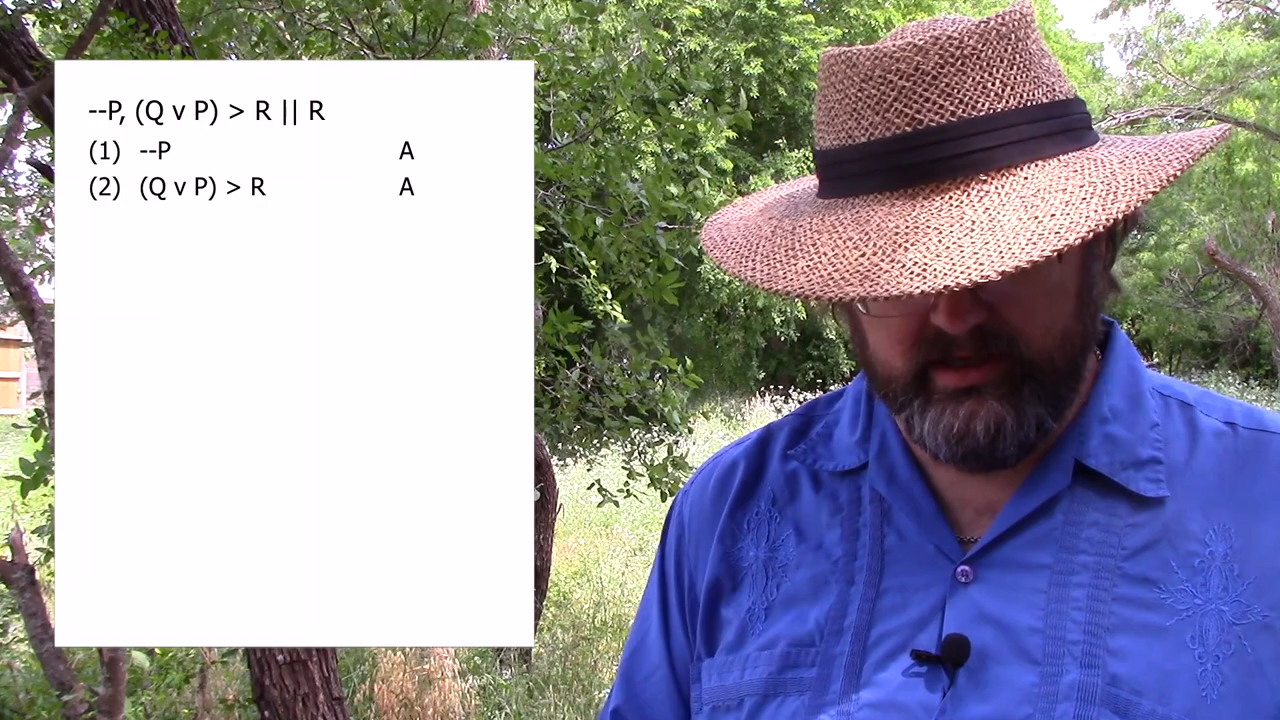 --P, (Q v P) > R || R
(1) --P A
(2) (Q v P) > R A